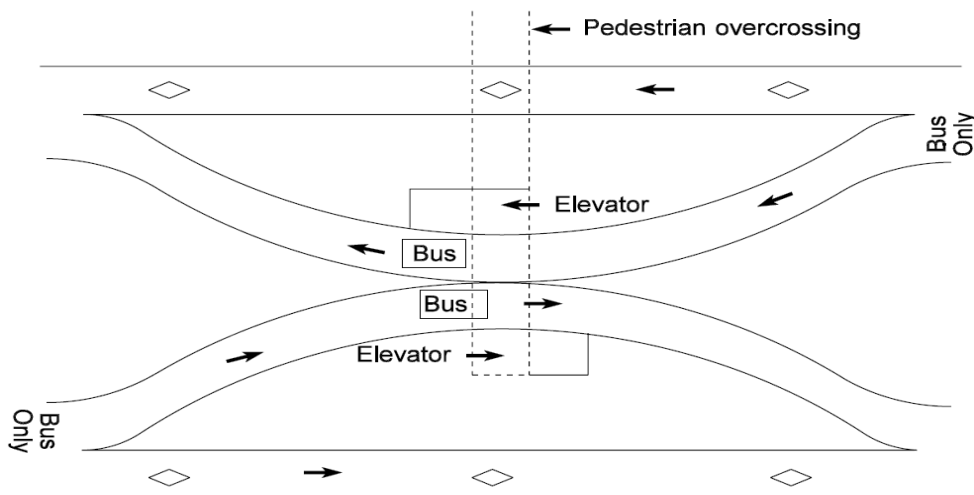 Pedestrian overcrossing
Bus
Only
Elevator
Bus
Bus
Elevator
Bus
Only